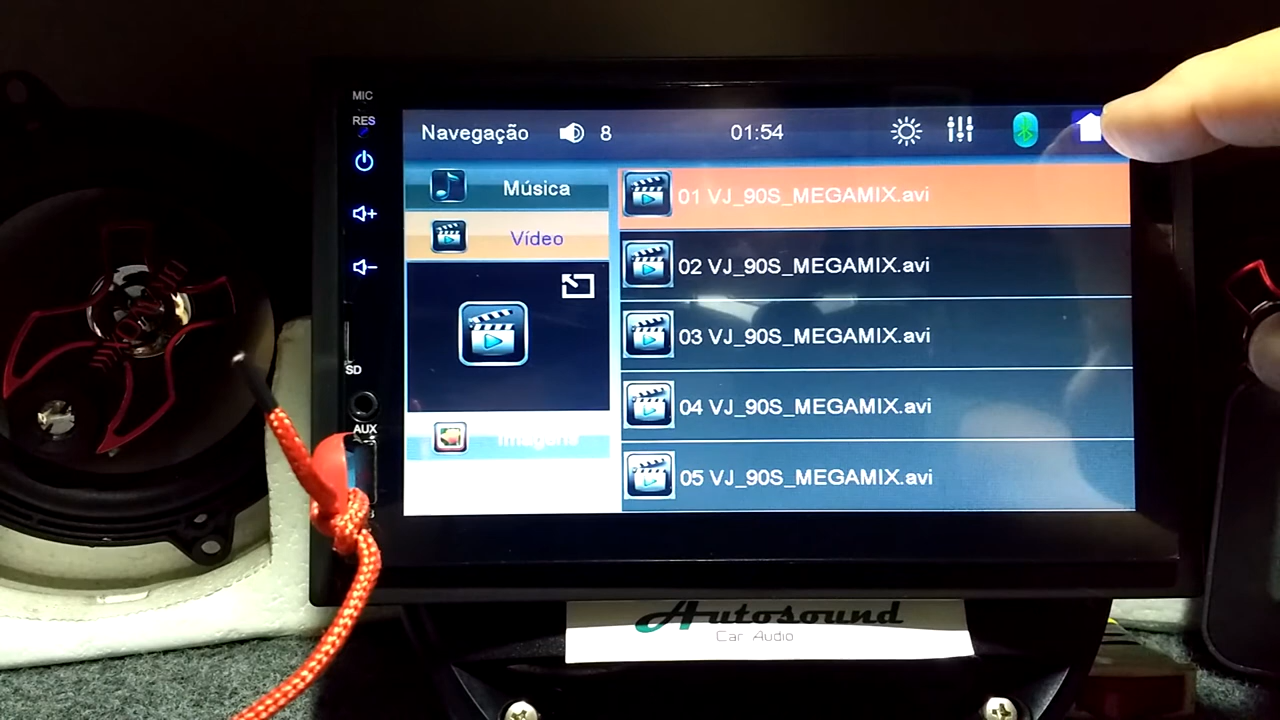 MIC
RES
Navegação 8 01:54
Música
Vídeo
Imagens
01 VJ_90S_MEGAMIX.avi
02 VJ_90S_MEGAMIX.avi
03 VJ_90S_MEGAMIX.avi
04 VJ_90S_MEGAMIX.avi
05 VJ_90S_MEGAMIX.avi
SD
AUX
Autosound
Car Audio